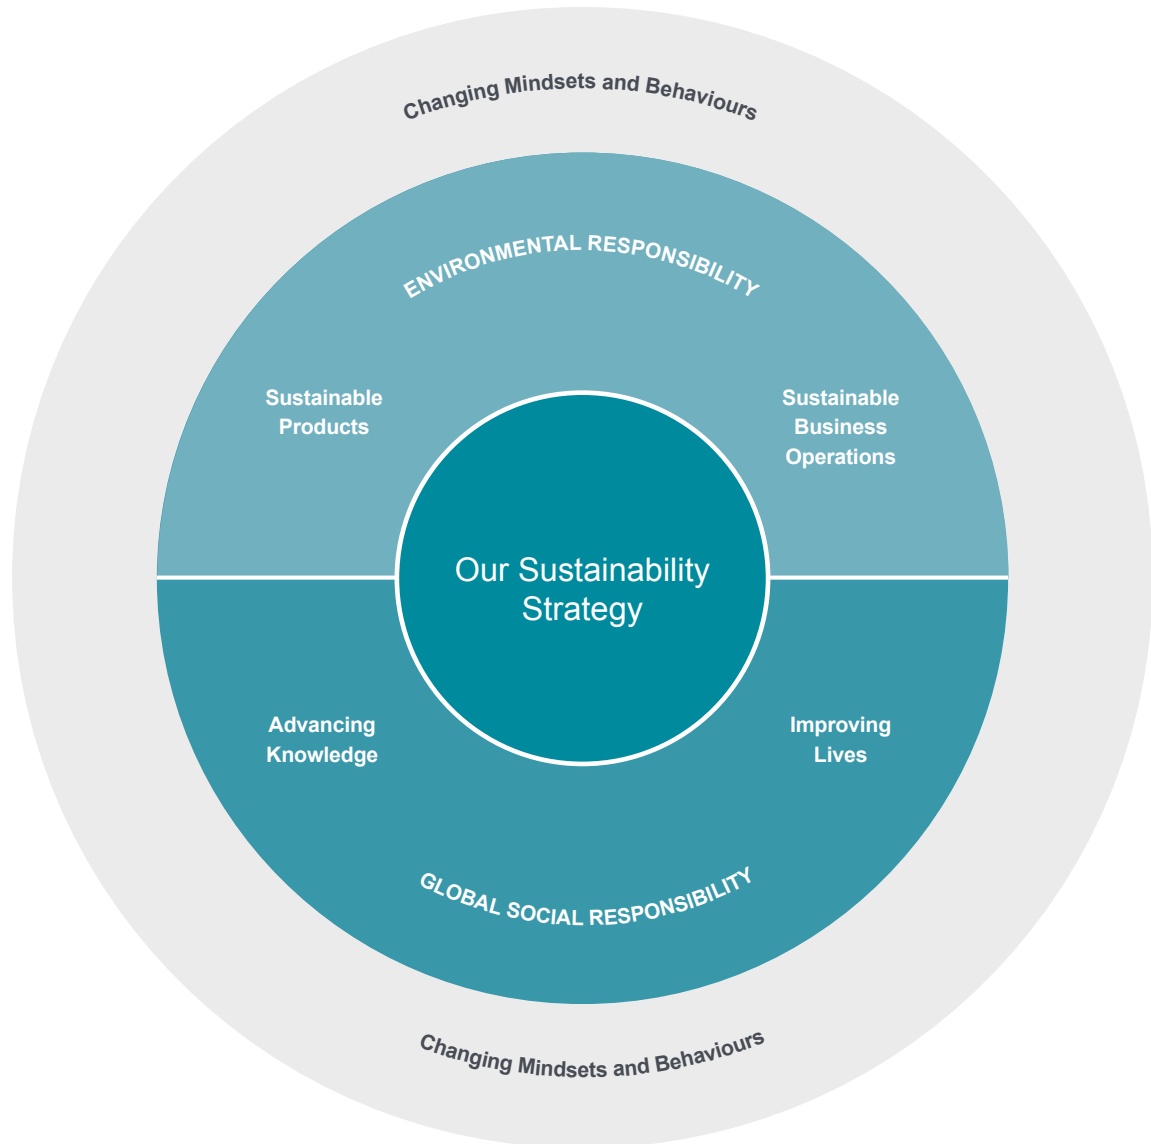 Changing Mindsets and Behaviours
ENVIRONMENTAL RESPONSIBILITY
Sustainable
Products
Sustainable
Business
Operations
Our Sustainability
Strategy
Advancing
Knowledge
Improving
Lives
GLOBAL SOCIAL RESPONSIBILITY
Changing Mindsets and Behaviours